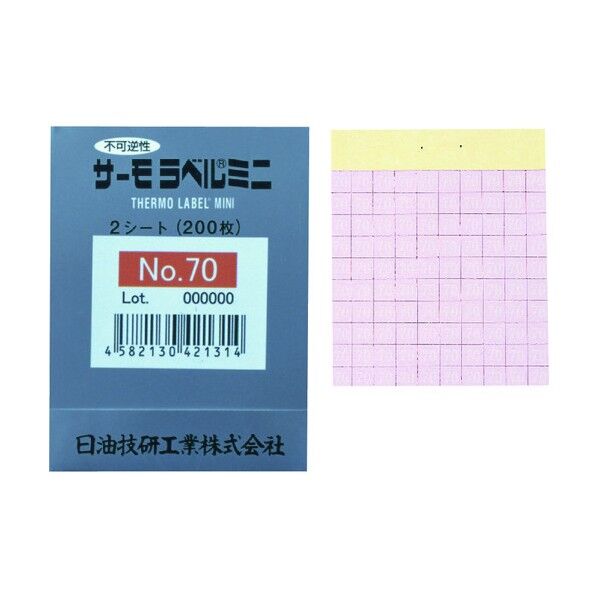 不可逆性
サーモラベル®ミニ
THERMO LABEL® MINI
2シート(200枚)
No.70
Lot. 000000
4582130421314
日油技研工業株式会社